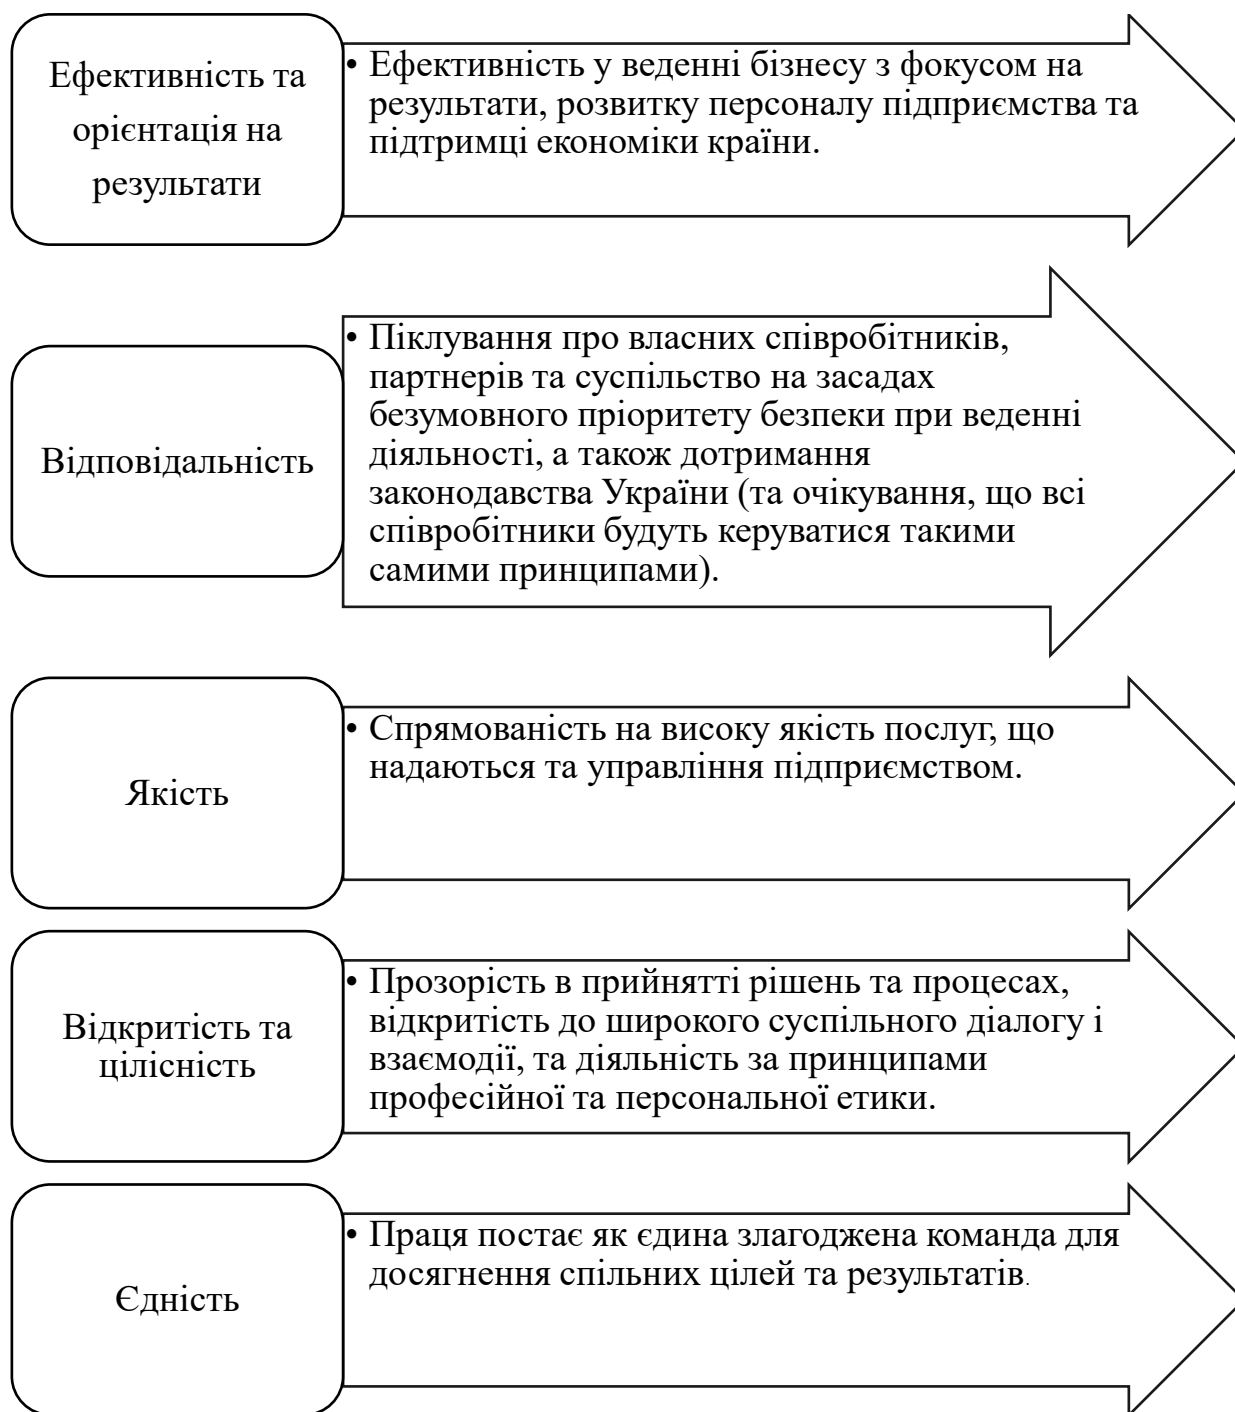 Ефективність та
орієнтація на
результати
• Ефективність у веденні бізнесу з фокусом на
результати, розвитку персоналу підприємства та
підтримці економіки країни.
Відповідальність
• Піклування про власних співробітників,
партнерів та суспільство на засадах
безумовного пріоритету безпеки при веденні
діяльності, а також дотримання
законодавства України (та очікування, що всі
співробітники будуть керуватися такими
самими принципами).
Якість
• Спрямованість на високу якість послуг, що
надаються та управління підприємством.
Відкритість та
цілісність
• Прозорість в прийнятті рішень та процесах,
відкритість до широкого суспільного діалогу і
взаємодії, та діяльність за принципами
професійної та персональної етики.
Єдність
• Праця постає як єдина злагоджена команда для
досягнення спільних цілей та результатів.